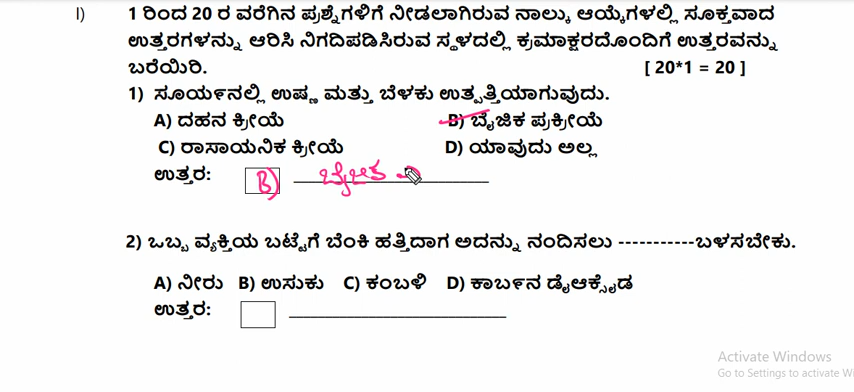 I) 1 ರಿಂದ 20 ರ ವರೆಗಿನ ಪ್ರಶ್ನೆಗಳಿಗೆ ನೀಡಲಾಗಿರುವ ನಾಲ್ಕು ಆಯ್ಕೆಗಳಲ್ಲಿ ಸೂಕ್ತವಾದ
ಉತ್ತರಗಳನ್ನು ಆರಿಸಿ ನಿಗದಿಪಡಿಸಿರುವ ಸ್ಥಳದಲ್ಲಿ ಕ್ರಮಾಕ್ಷರದೊಂದಿಗೆ ಉತ್ತರವನ್ನು
ಬರೆಯಿರಿ. [ 20*1 = 20 ]
1) ಸೂರ್ಯನಲ್ಲಿ ಉಷ್ಣ ಮತ್ತು ಬೆಳಕು ಉತ್ಪತ್ತಿಯಾಗುವುದು.
A) ದಹನ ಕ್ರೀಯೆ B) ಬೈಜಿಕ ಪ್ರಕ್ರೀಯೆ
C) ರಾಸಾಯನಿಕ ಕ್ರೀಯೆ D) ಯಾವುದು ಅಲ್ಲ
ಉತ್ತರ: B) ಬೈಜಿಕ
2) ಒಬ್ಬ ವ್ಯಕ್ತಿಯ ಬಟ್ಟೆಗೆ ಬೆಂಕಿ ಹತ್ತಿದಾಗ ಅದನ್ನು ನಂದಿಸಲು -----------ಬಳಸಬೇಕು.
A) ನೀರು B) ಉಸುಕು C) ಕಂಬಳಿ D) ಕಾರ್ಬನ ಡೈಆಕ್ಸೈಡ
ಉತ್ತರ:
Activate Windows
Go to Settings to activate Wi